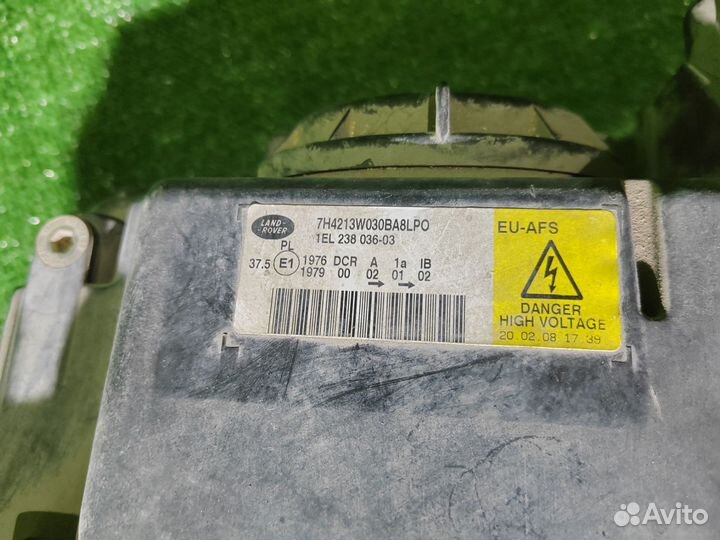 LAND-
ROVER
7H4213W030BA8LPO
1EL 238 036-03
PL
37.5 E1 1976 DCR A 1a IB
1979 00 02 01 02
EU-AFS
DANGER
HIGH VOLTAGE
20 02 08 17 39
Avito